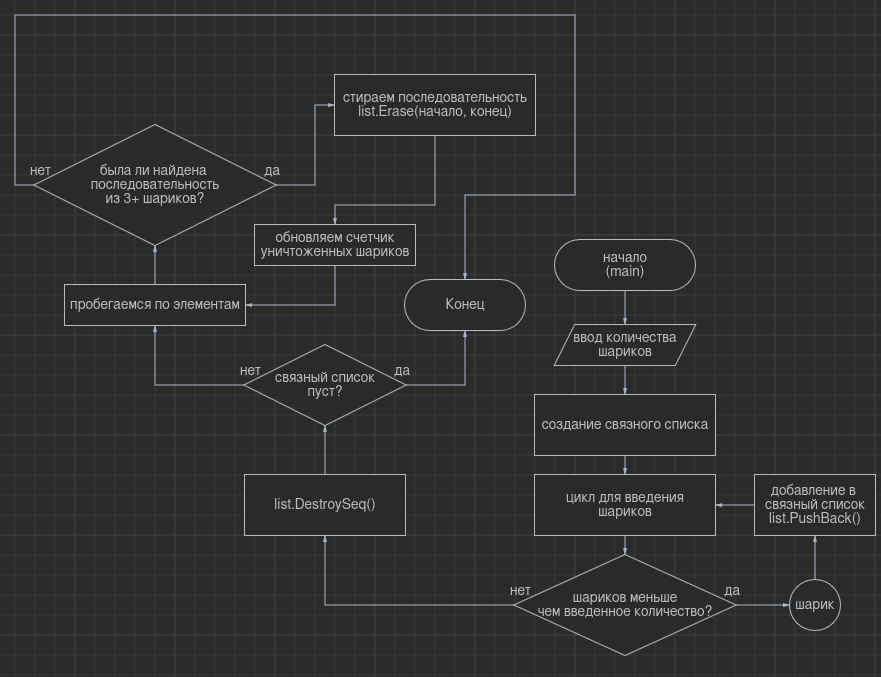 стираем последовательность
list.Erase(начало, конец)
нет
была ли найдена
последовательность
из 3+ шариков?
да
обновляем счетчик
уничтоженных шариков
начало
(main)
пробегаемся по элементам
Конец
ввод количества
шариков
нет
связный список
пуст?
да
создание связного списка
list.DestroySeq()
цикл для введения
шариков
добавление в
связный список
list.PushBack()
нет
шариков меньше
чем введенное количество?
да
шарик